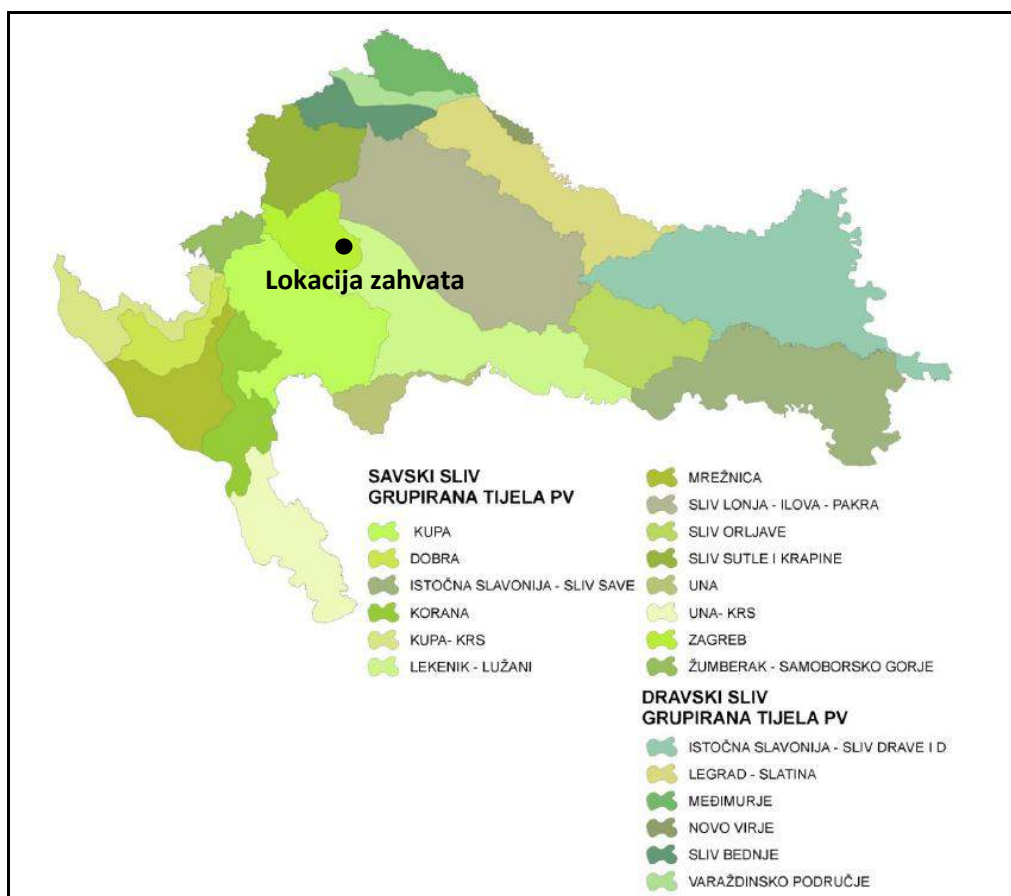 Lokacija zahvata
SAVSKI SLIV
GRUPIRANA TIJELA PV
KUPA
DOBRA
ISTOČNA SLAVONIJA - SLIV SAVE
KORANA
KUPA- KRS
LEKENIK - LUŽANI
MREŽNICA
SLIV LONJA - ILOVA - PAKRA
SLIV ORLJAVE
SLIV SUTLE I KRAPINE
UNA
UNA- KRS
ZAGREB
ŽUMBERAK - SAMOBORSKO GORJE
DRAVSKI SLIV
GRUPIRANA TIJELA PV
ISTOČNA SLAVONIJA - SLIV DRAVE I D
LEGRAD - SLATINA
MEĐIMURJE
NOVO VIRJE
SLIV BEDNJE
VARAŽDINSKO PODRUČJE